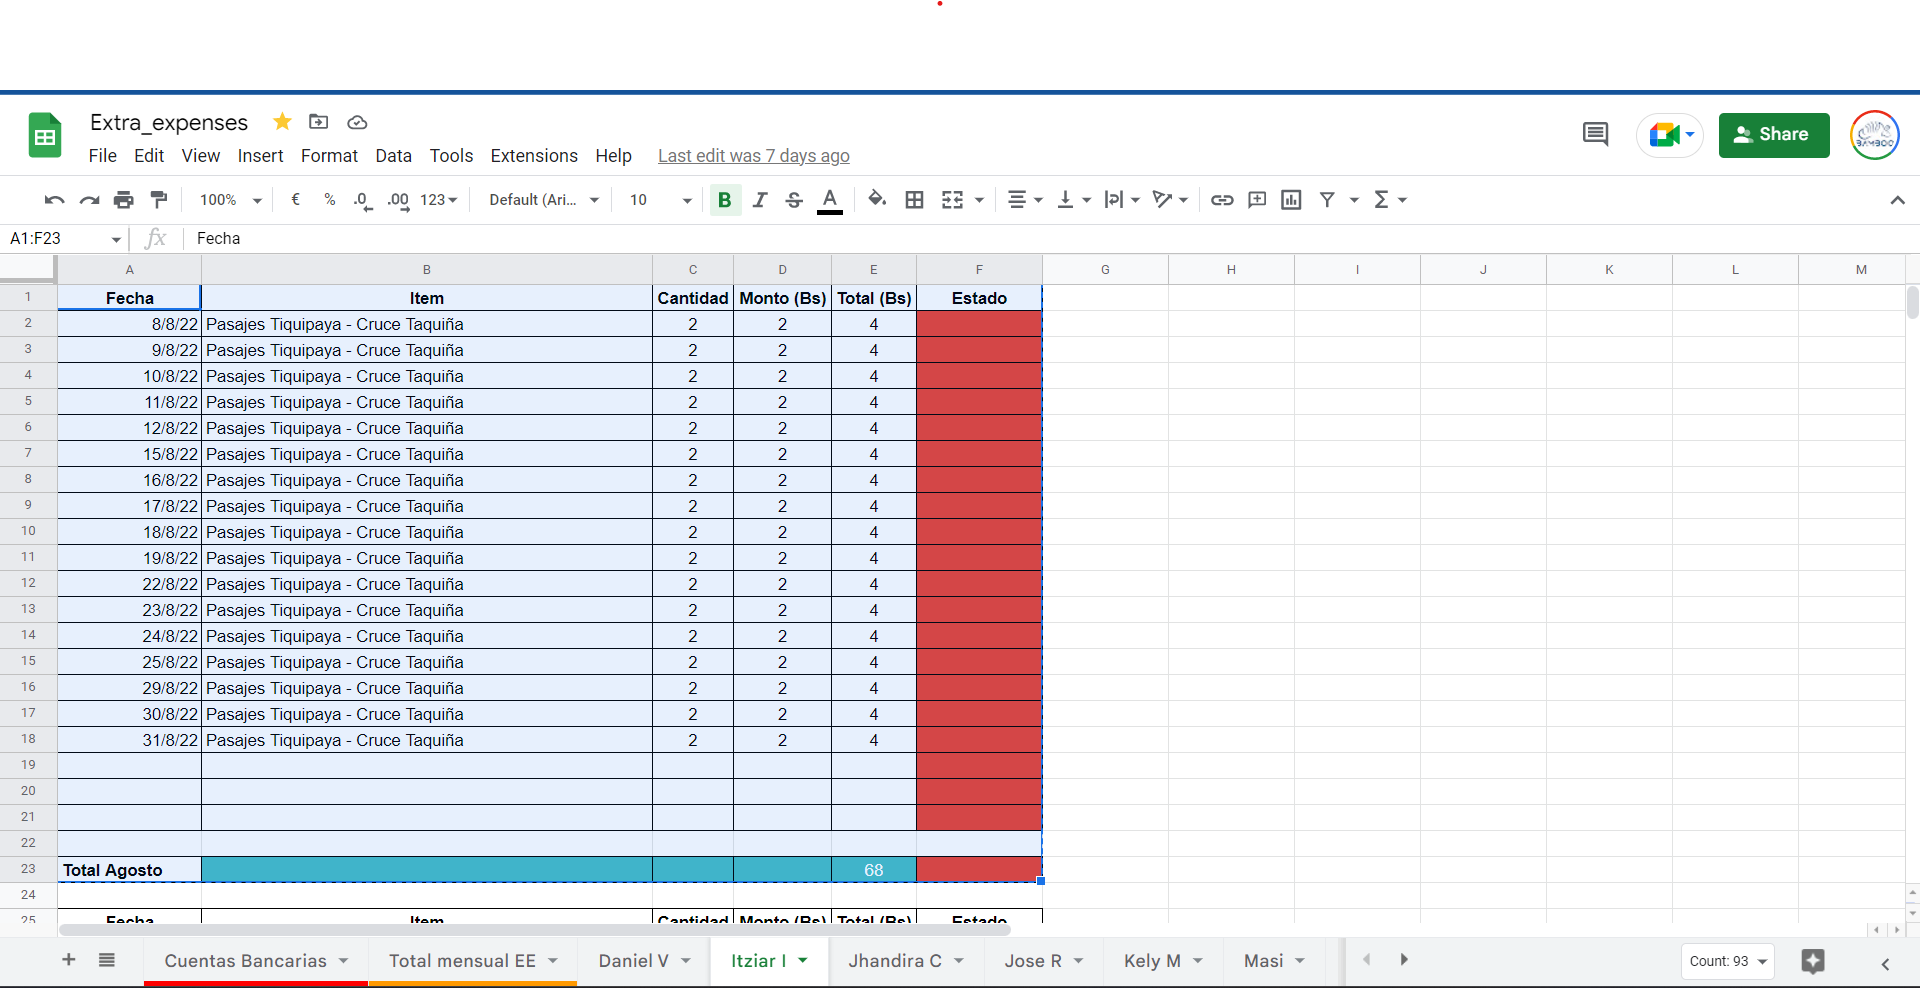 Extra_expenses
File Edit View Insert Format Data Tools Extensions Help Last edit was 7 days ago
Share
BAMBOO
100% € % .0 .00 123 Default (Ari... 10 B I S A Σ
A1:F23 fx Fecha
A B C D E F G H I J K L M
1 Fecha Item Cantidad Monto (Bs) Total (Bs) Estado
2 8/8/22 Pasajes Tiquipaya - Cruce Taquiña 2 2 4
3 9/8/22 Pasajes Tiquipaya - Cruce Taquiña 2 2 4
4 10/8/22 Pasajes Tiquipaya - Cruce Taquiña 2 2 4
5 11/8/22 Pasajes Tiquipaya - Cruce Taquiña 2 2 4
6 12/8/22 Pasajes Tiquipaya - Cruce Taquiña 2 2 4
7 15/8/22 Pasajes Tiquipaya - Cruce Taquiña 2 2 4
8 16/8/22 Pasajes Tiquipaya - Cruce Taquiña 2 2 4
9 17/8/22 Pasajes Tiquipaya - Cruce Taquiña 2 2 4
10 18/8/22 Pasajes Tiquipaya - Cruce Taquiña 2 2 4
11 19/8/22 Pasajes Tiquipaya - Cruce Taquiña 2 2 4
12 22/8/22 Pasajes Tiquipaya - Cruce Taquiña 2 2 4
13 23/8/22 Pasajes Tiquipaya - Cruce Taquiña 2 2 4
14 24/8/22 Pasajes Tiquipaya - Cruce Taquiña 2 2 4
15 25/8/22 Pasajes Tiquipaya - Cruce Taquiña 2 2 4
16 29/8/22 Pasajes Tiquipaya - Cruce Taquiña 2 2 4
17 30/8/22 Pasajes Tiquipaya - Cruce Taquiña 2 2 4
18 31/8/22 Pasajes Tiquipaya - Cruce Taquiña 2 2 4
19
20
21
22
23 Total Agosto 68
24
25 Fecha Item Cantidad Monto (Bs) Total (Bs) Estado
Cuentas Bancarias Total mensual EE Daniel V Itziar I Jhandira C Jose R Kely M Masi Count: 93